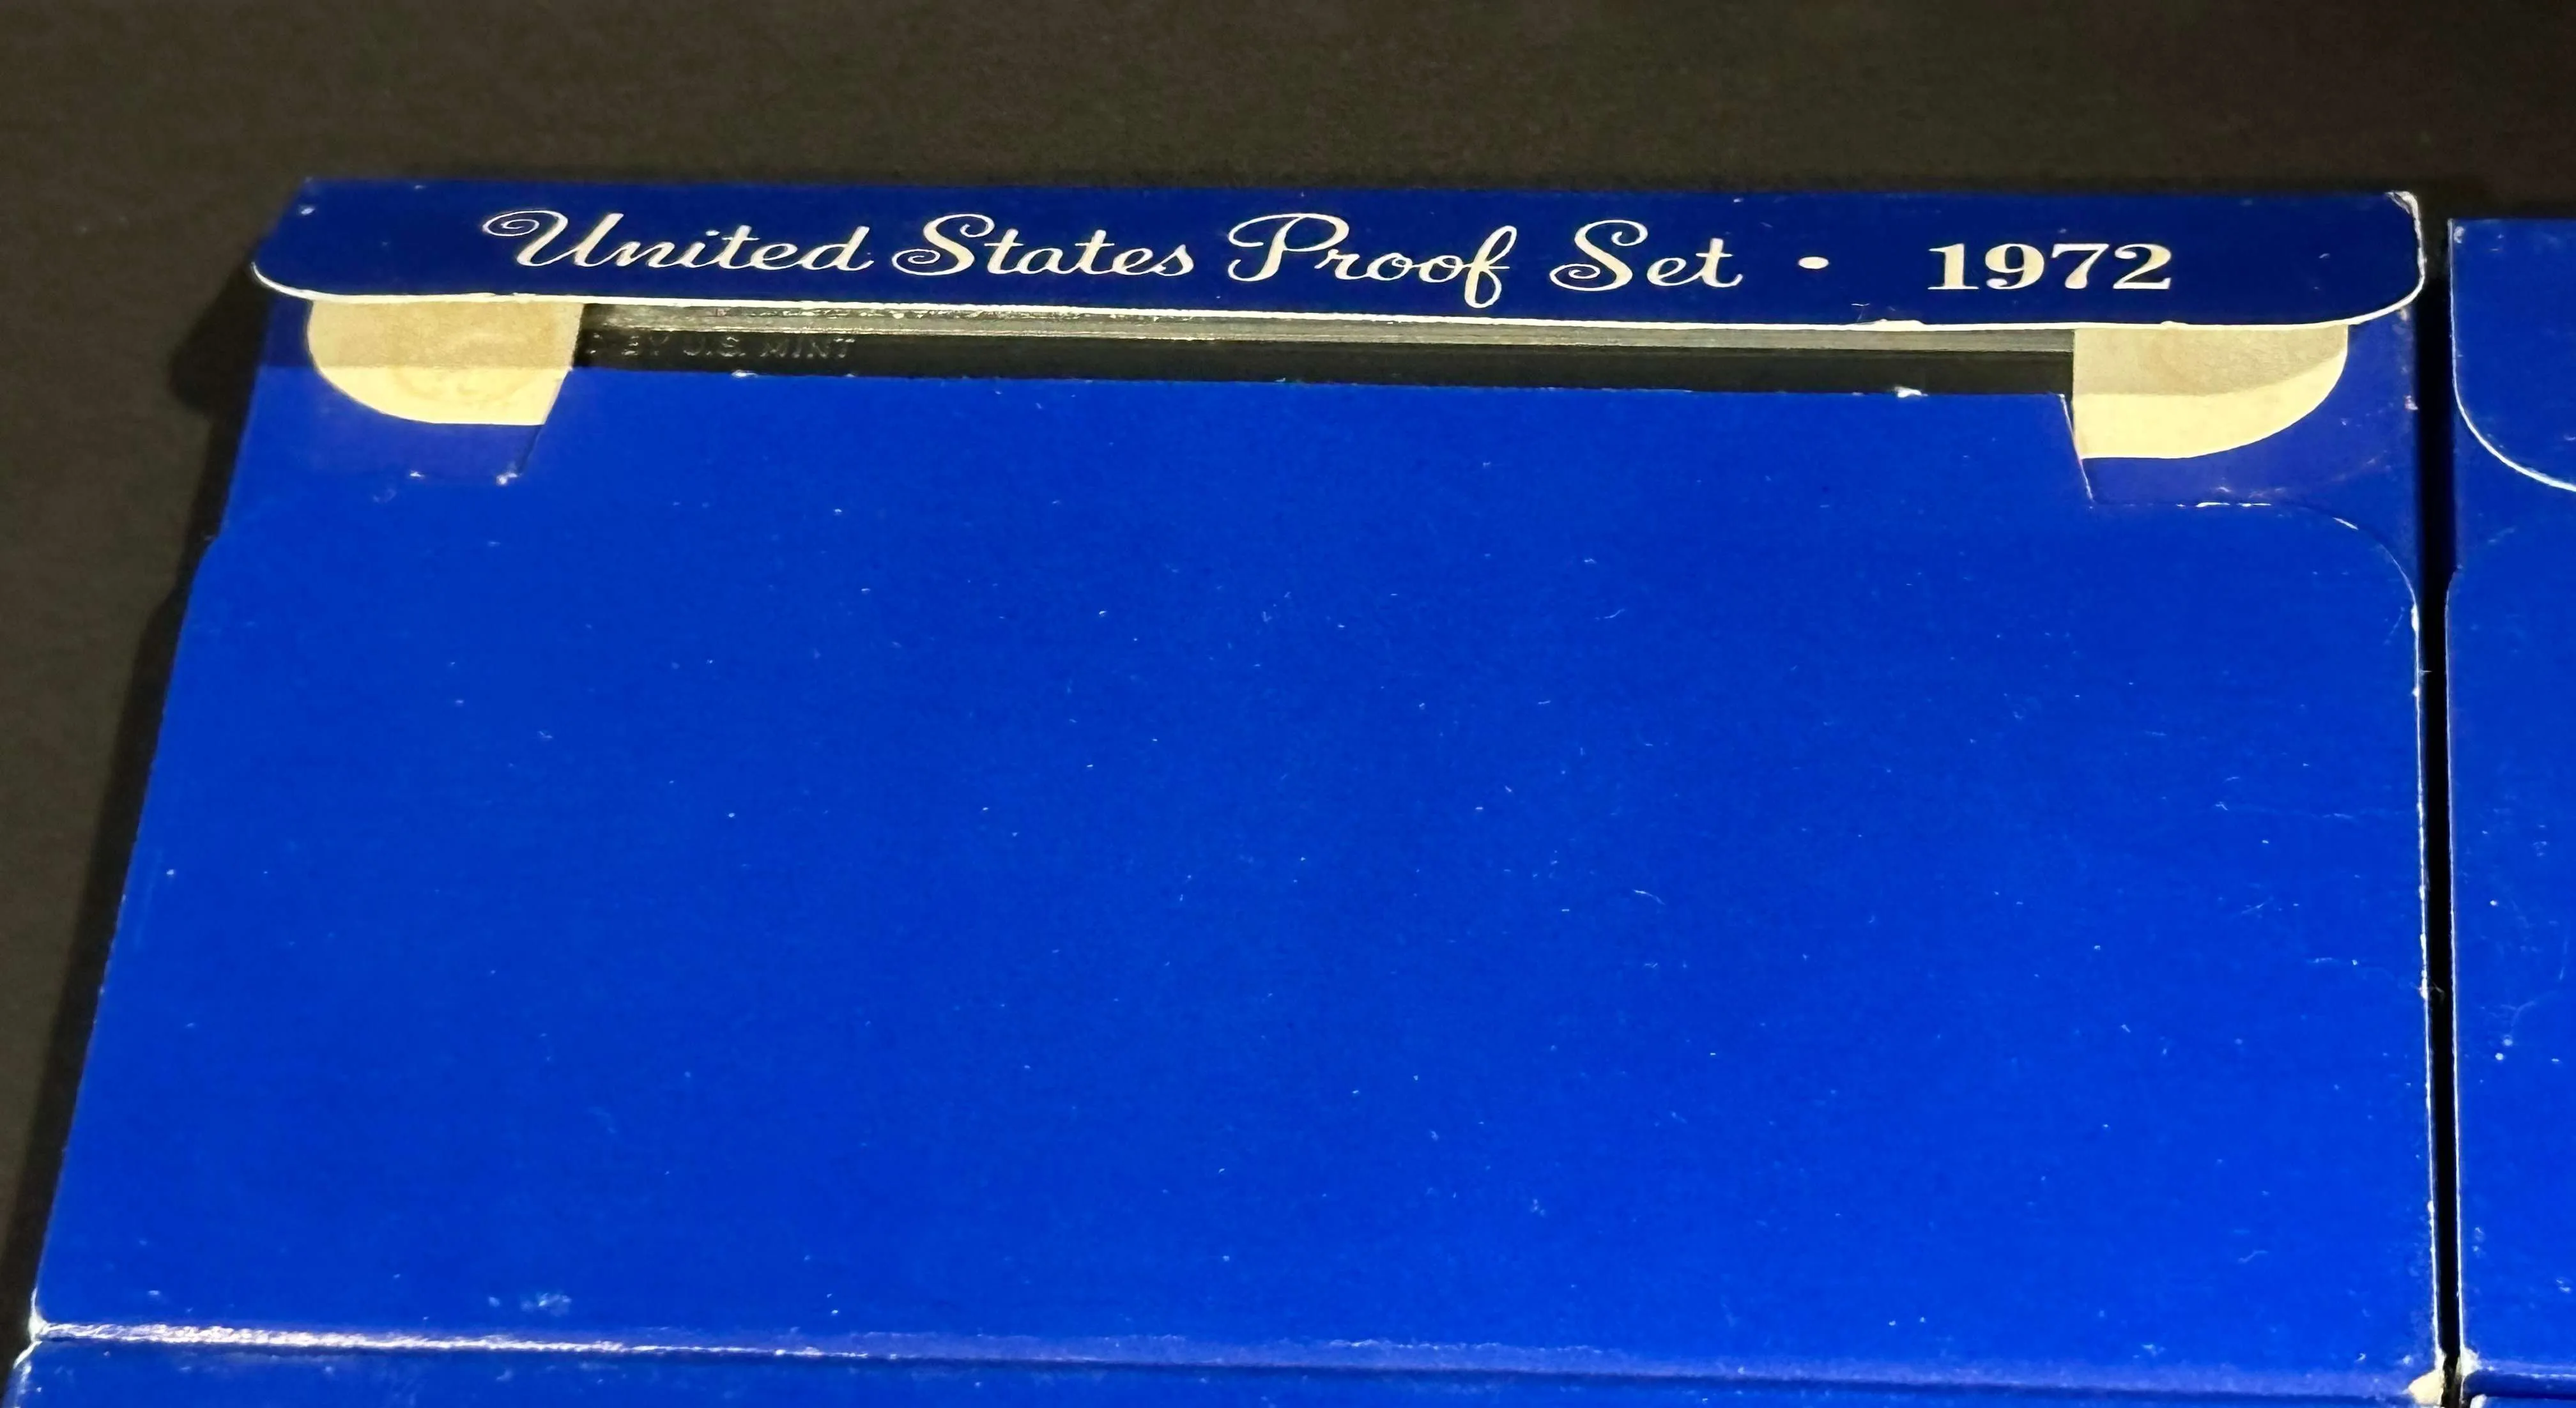 United States Proof Set • 1972
BY U.S. MINT